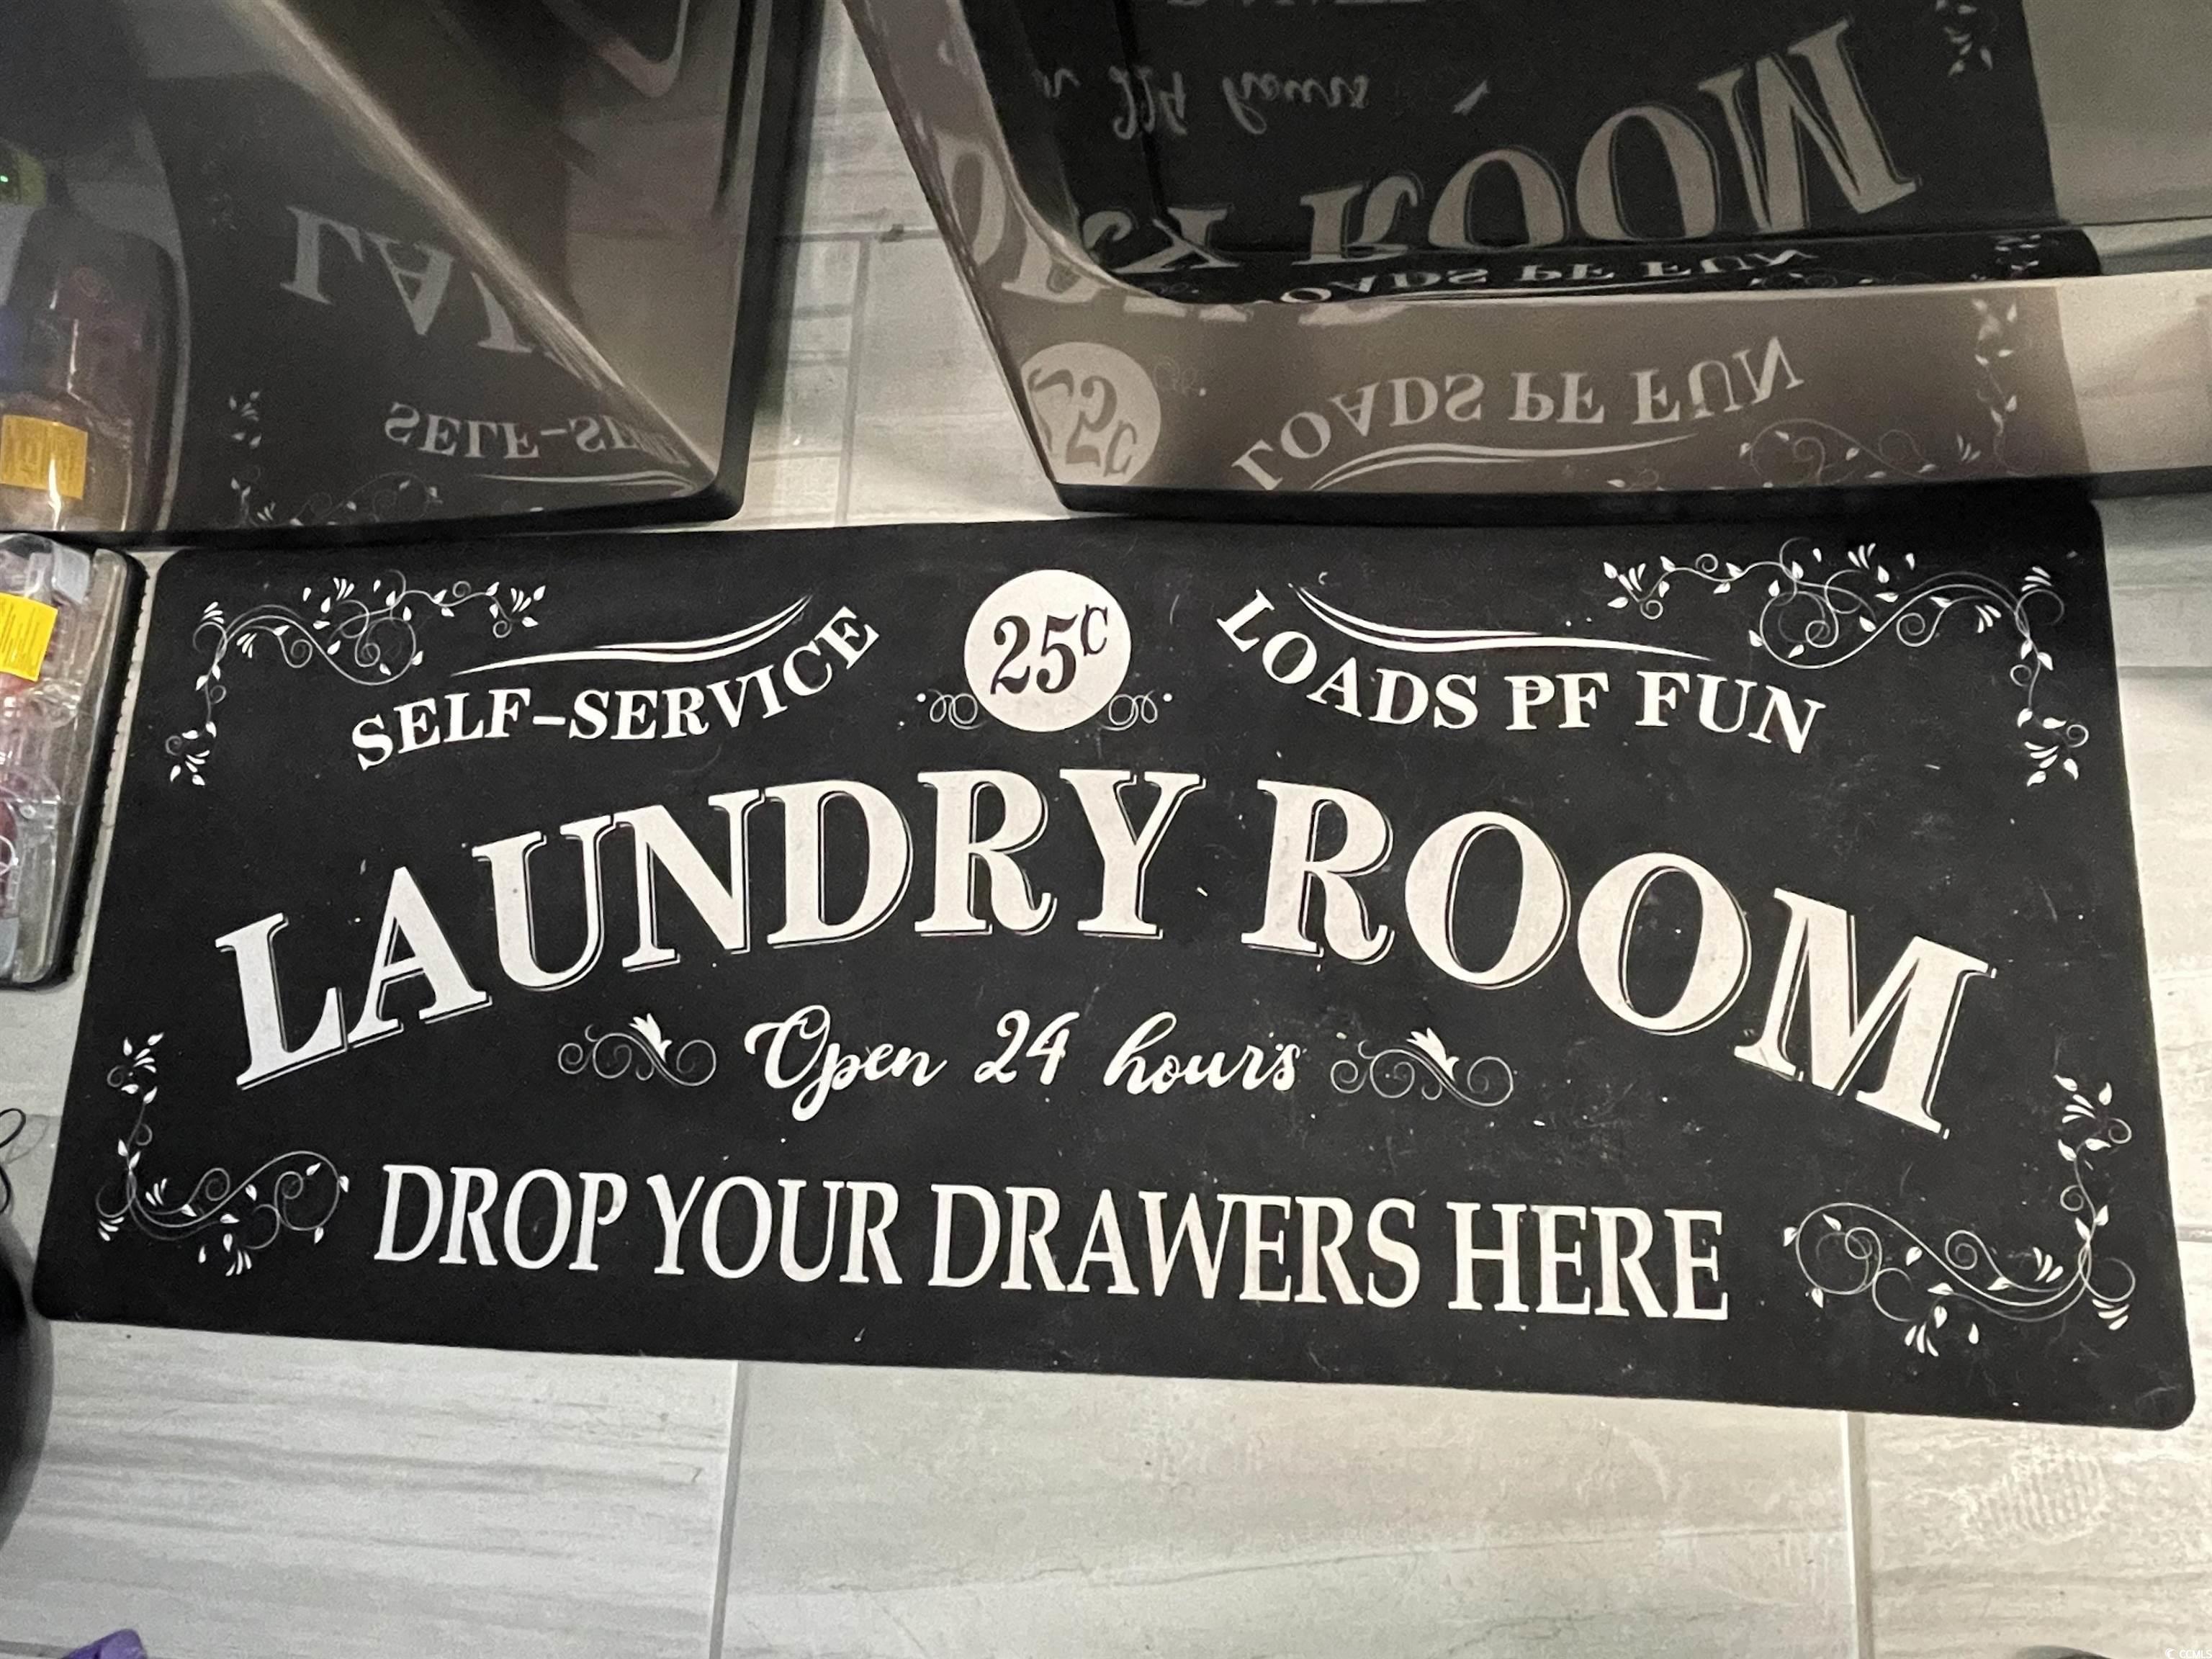 SELF-SERVICE
25¢
LOADS PF FUN
LAUNDRY ROOM
Open 24 hours
DROP YOUR DRAWERS HERE